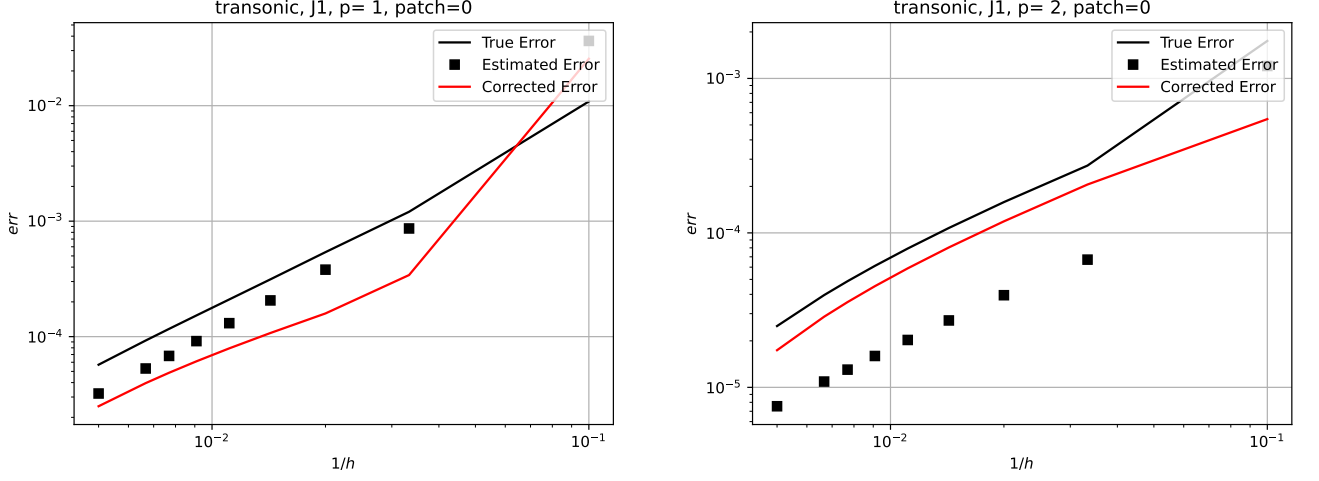 transonic, J1, p= 1, patch=0
True Error
Estimated Error
Corrected Error
10⁻²
10⁻³
10⁻⁴
err
10⁻²
10⁻¹
1/h
transonic, J1, p= 2, patch=0
True Error
Estimated Error
Corrected Error
10⁻³
10⁻⁴
10⁻⁵
err
10⁻²
10⁻¹
1/h